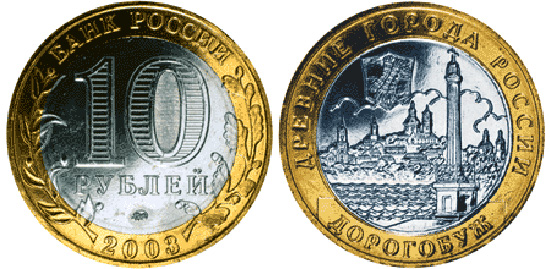 БАНК РОССИИ
10
РУБЛЕЙ
2003
ДРЕВНИЕ ГОРОДА РОССИИ
ДОРОГОБУЖ